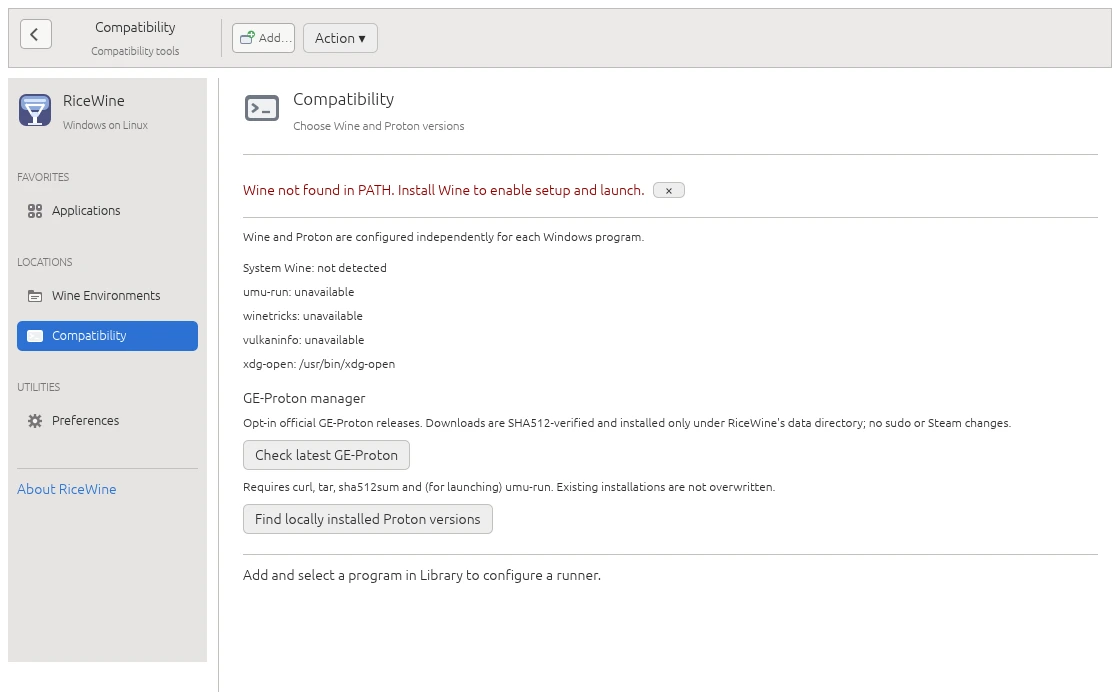 Compatibility
Compatibility tools
Add...
Action ▾
RiceWine
Windows on Linux
FAVORITES
Applications
LOCATIONS
Wine Environments
Compatibility
UTILITIES
Preferences
About RiceWine
Compatibility
Choose Wine and Proton versions
Wine not found in PATH. Install Wine to enable setup and launch. ×
Wine and Proton are configured independently for each Windows program.
System Wine: not detected
umu-run: unavailable
winetricks: unavailable
vulkaninfo: unavailable
xdg-open: /usr/bin/xdg-open
GE-Proton manager
Opt-in official GE-Proton releases. Downloads are SHA512-verified and installed only under RiceWine's data directory; no sudo or Steam changes.
Check latest GE-Proton
Requires curl, tar, sha512sum and (for launching) umu-run. Existing installations are not overwritten.
Find locally installed Proton versions
Add and select a program in Library to configure a runner.